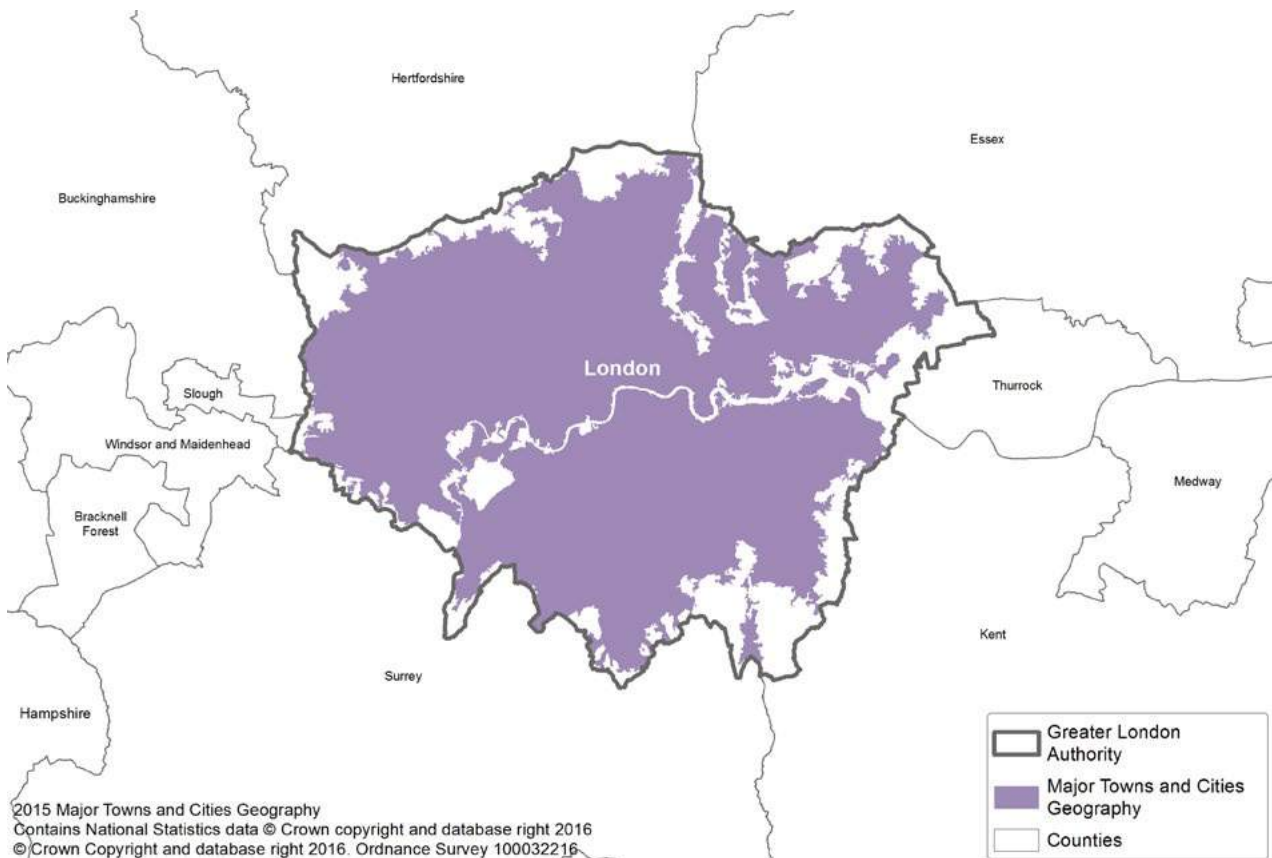 Hertfordshire
Essex
Buckinghamshire
London
Slough
Thurrock
Windsor and Maidenhead
Medway
Bracknell
Forest
Kent
Surrey
Hampshire
Greater London
Authority
Major Towns and Cities
Geography
Counties
2015 Major Towns and Cities Geography
Contains National Statistics data © Crown copyright and database right 2016
© Crown Copyright and database right 2016. Ordnance Survey 100032216